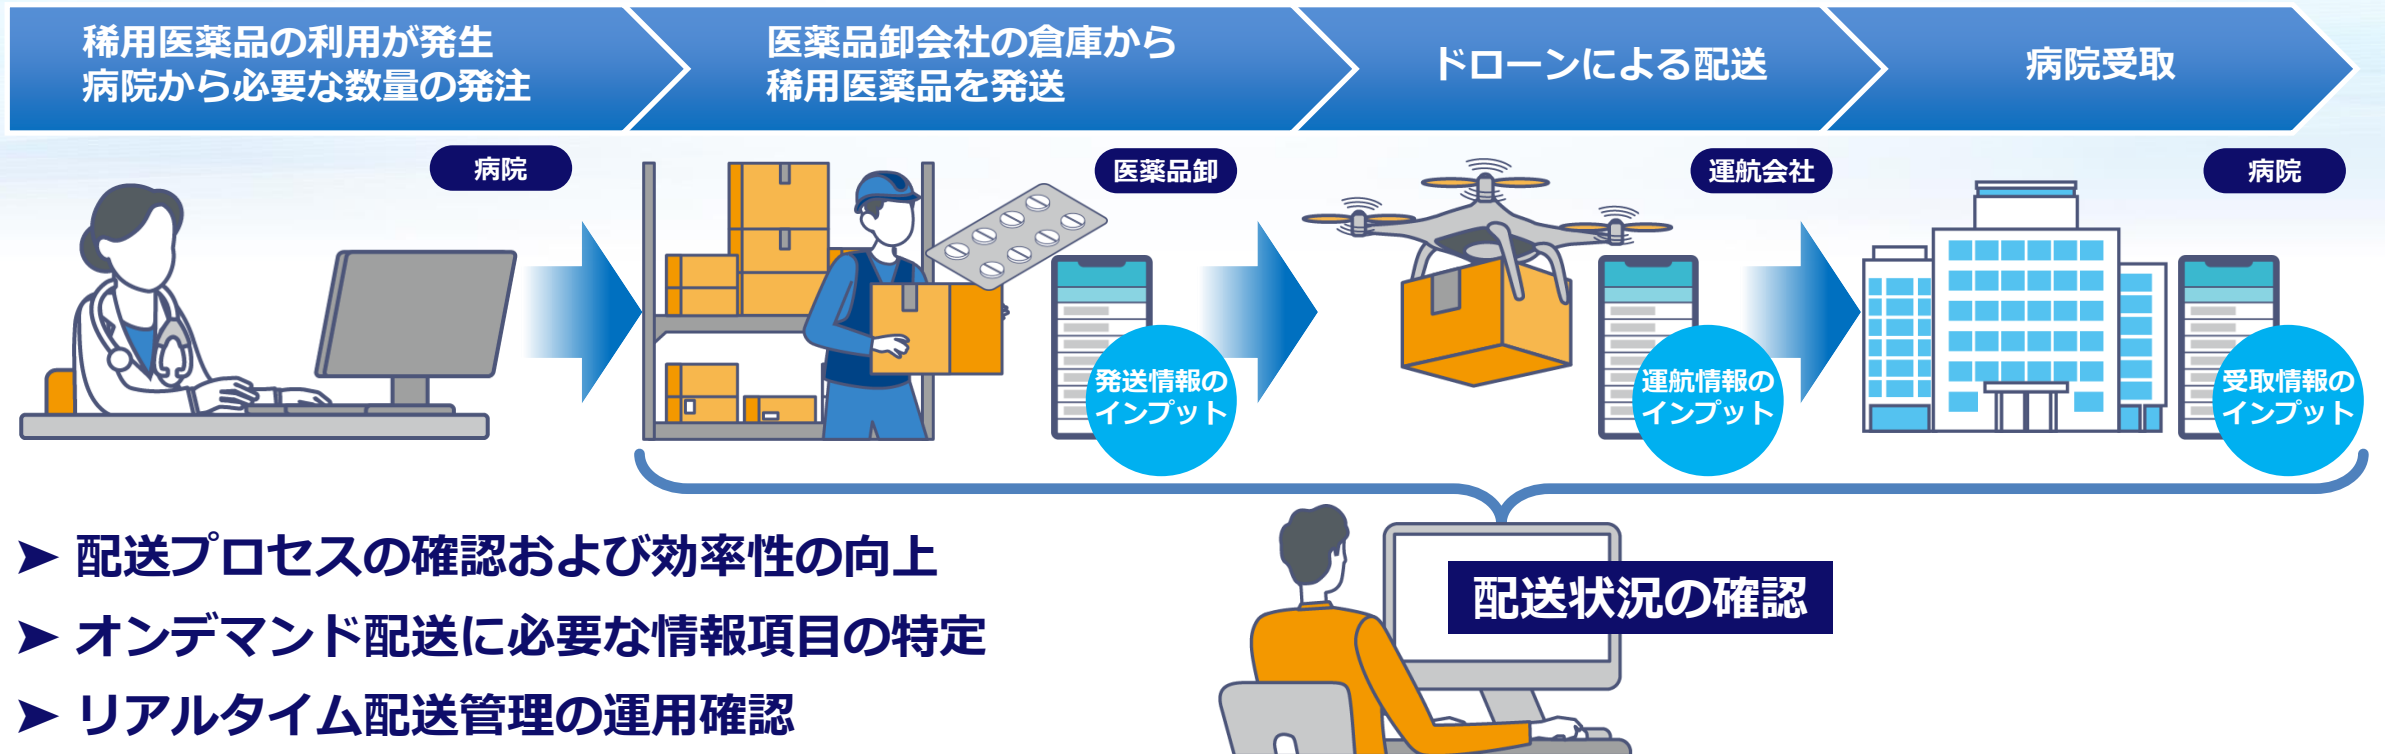 稀用医薬品の利用が発生
病院から必要な数量の発注
医薬品卸会社の倉庫から
稀用医薬品を発送
ドローンによる配送
病院受取
病院
医薬品卸
運航会社
病院
発送情報の
インプット
運航情報の
インプット
受取情報の
インプット
➤ 配送プロセスの確認および効率性の向上
➤ オンデマンド配送に必要な情報項目の特定
➤ リアルタイム配送管理の運用確認
配送状況の確認